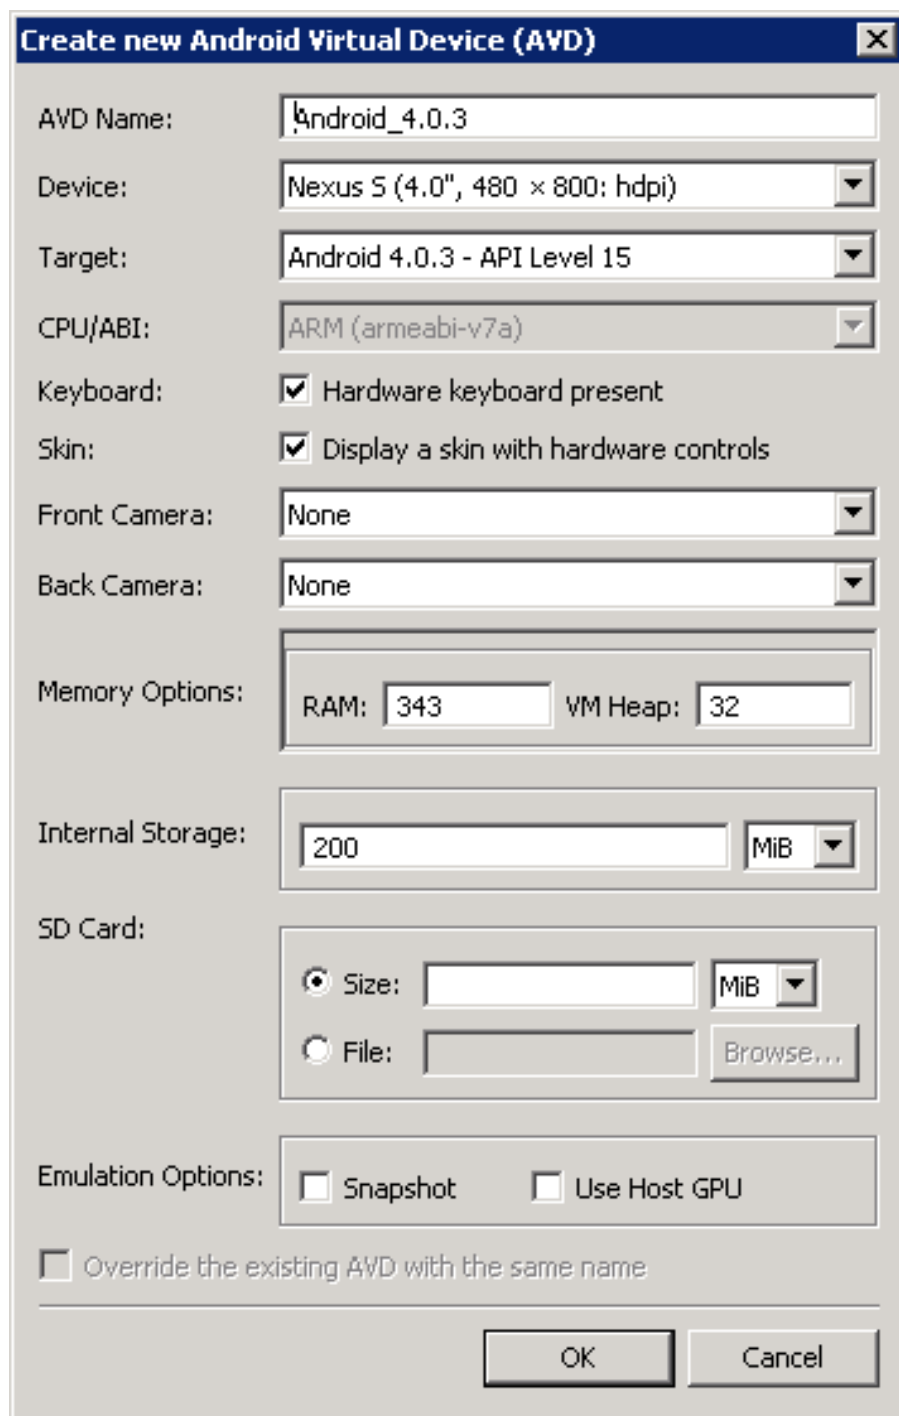 Create new Android Virtual Device (AVD)
AVD Name: Android_4.0.3
Device: Nexus S (4.0", 480 × 800: hdpi)
Target: Android 4.0.3 - API Level 15
CPU/ABI: ARM (armeabi-v7a)
Keyboard: Hardware keyboard present
Skin: Display a skin with hardware controls
Front Camera: None
Back Camera: None
Memory Options: RAM: 343 VM Heap: 32
Internal Storage: 200 MiB
SD Card:
Size: MiB
File: Browse...
Emulation Options: Snapshot Use Host GPU
Override the existing AVD with the same name
OK Cancel